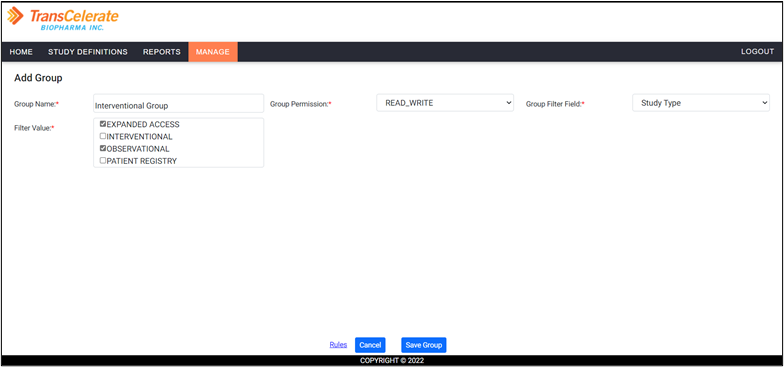 TransCelerate
BIOPHARMA INC.
HOME STUDY DEFINITIONS REPORTS MANAGE LOGOUT
Add Group
Group Name:* Interventional Group Group Permission:* READ_WRITE Group Filter Field:* Study Type
Filter Value:* EXPANDED ACCESS
INTERVENTIONAL
OBSERVATIONAL
PATIENT REGISTRY
Rules Cancel Save Group
COPYRIGHT © 2022